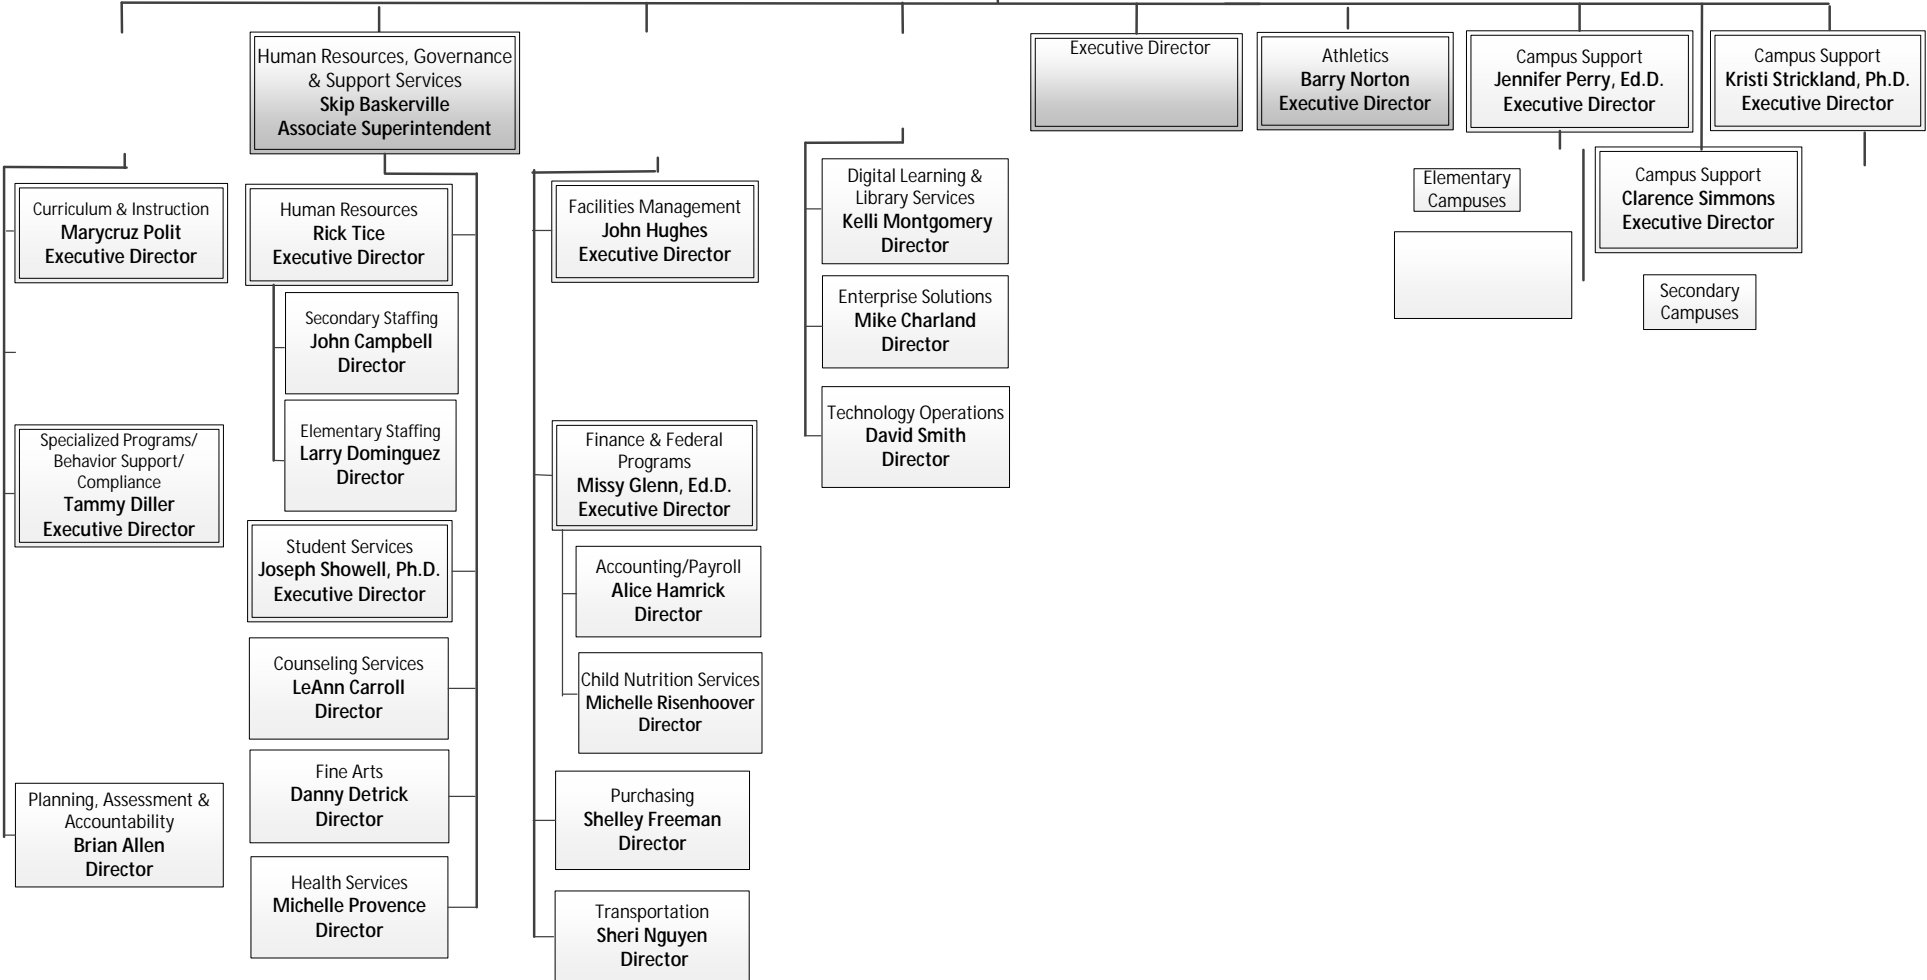 Human Resources, Governance
& Support Services
Skip Baskerville
Associate Superintendent
Executive Director
Athletics
Barry Norton
Executive Director
Campus Support
Jennifer Perry, Ed.D.
Executive Director
Campus Support
Kristi Strickland, Ph.D.
Executive Director
Curriculum & Instruction
Marycruz Polit
Executive Director
Specialized Programs/
Behavior Support/
Compliance
Tammy Diller
Executive Director
Planning, Assessment &
Accountability
Brian Allen
Director
Human Resources
Rick Tice
Executive Director
Secondary Staffing
John Campbell
Director
Elementary Staffing
Larry Dominguez
Director
Student Services
Joseph Showell, Ph.D.
Executive Director
Counseling Services
LeAnn Carroll
Director
Fine Arts
Danny Detrick
Director
Health Services
Michelle Provence
Director
Facilities Management
John Hughes
Executive Director
Finance & Federal
Programs
Missy Glenn, Ed.D.
Executive Director
Accounting/Payroll
Alice Hamrick
Director
Child Nutrition Services
Michelle Risenhoover
Director
Purchasing
Shelley Freeman
Director
Transportation
Sheri Nguyen
Director
Digital Learning &
Library Services
Kelli Montgomery
Director
Enterprise Solutions
Mike Charland
Director
Technology Operations
David Smith
Director
Elementary
Campuses
Campus Support
Clarence Simmons
Executive Director
Secondary
Campuses